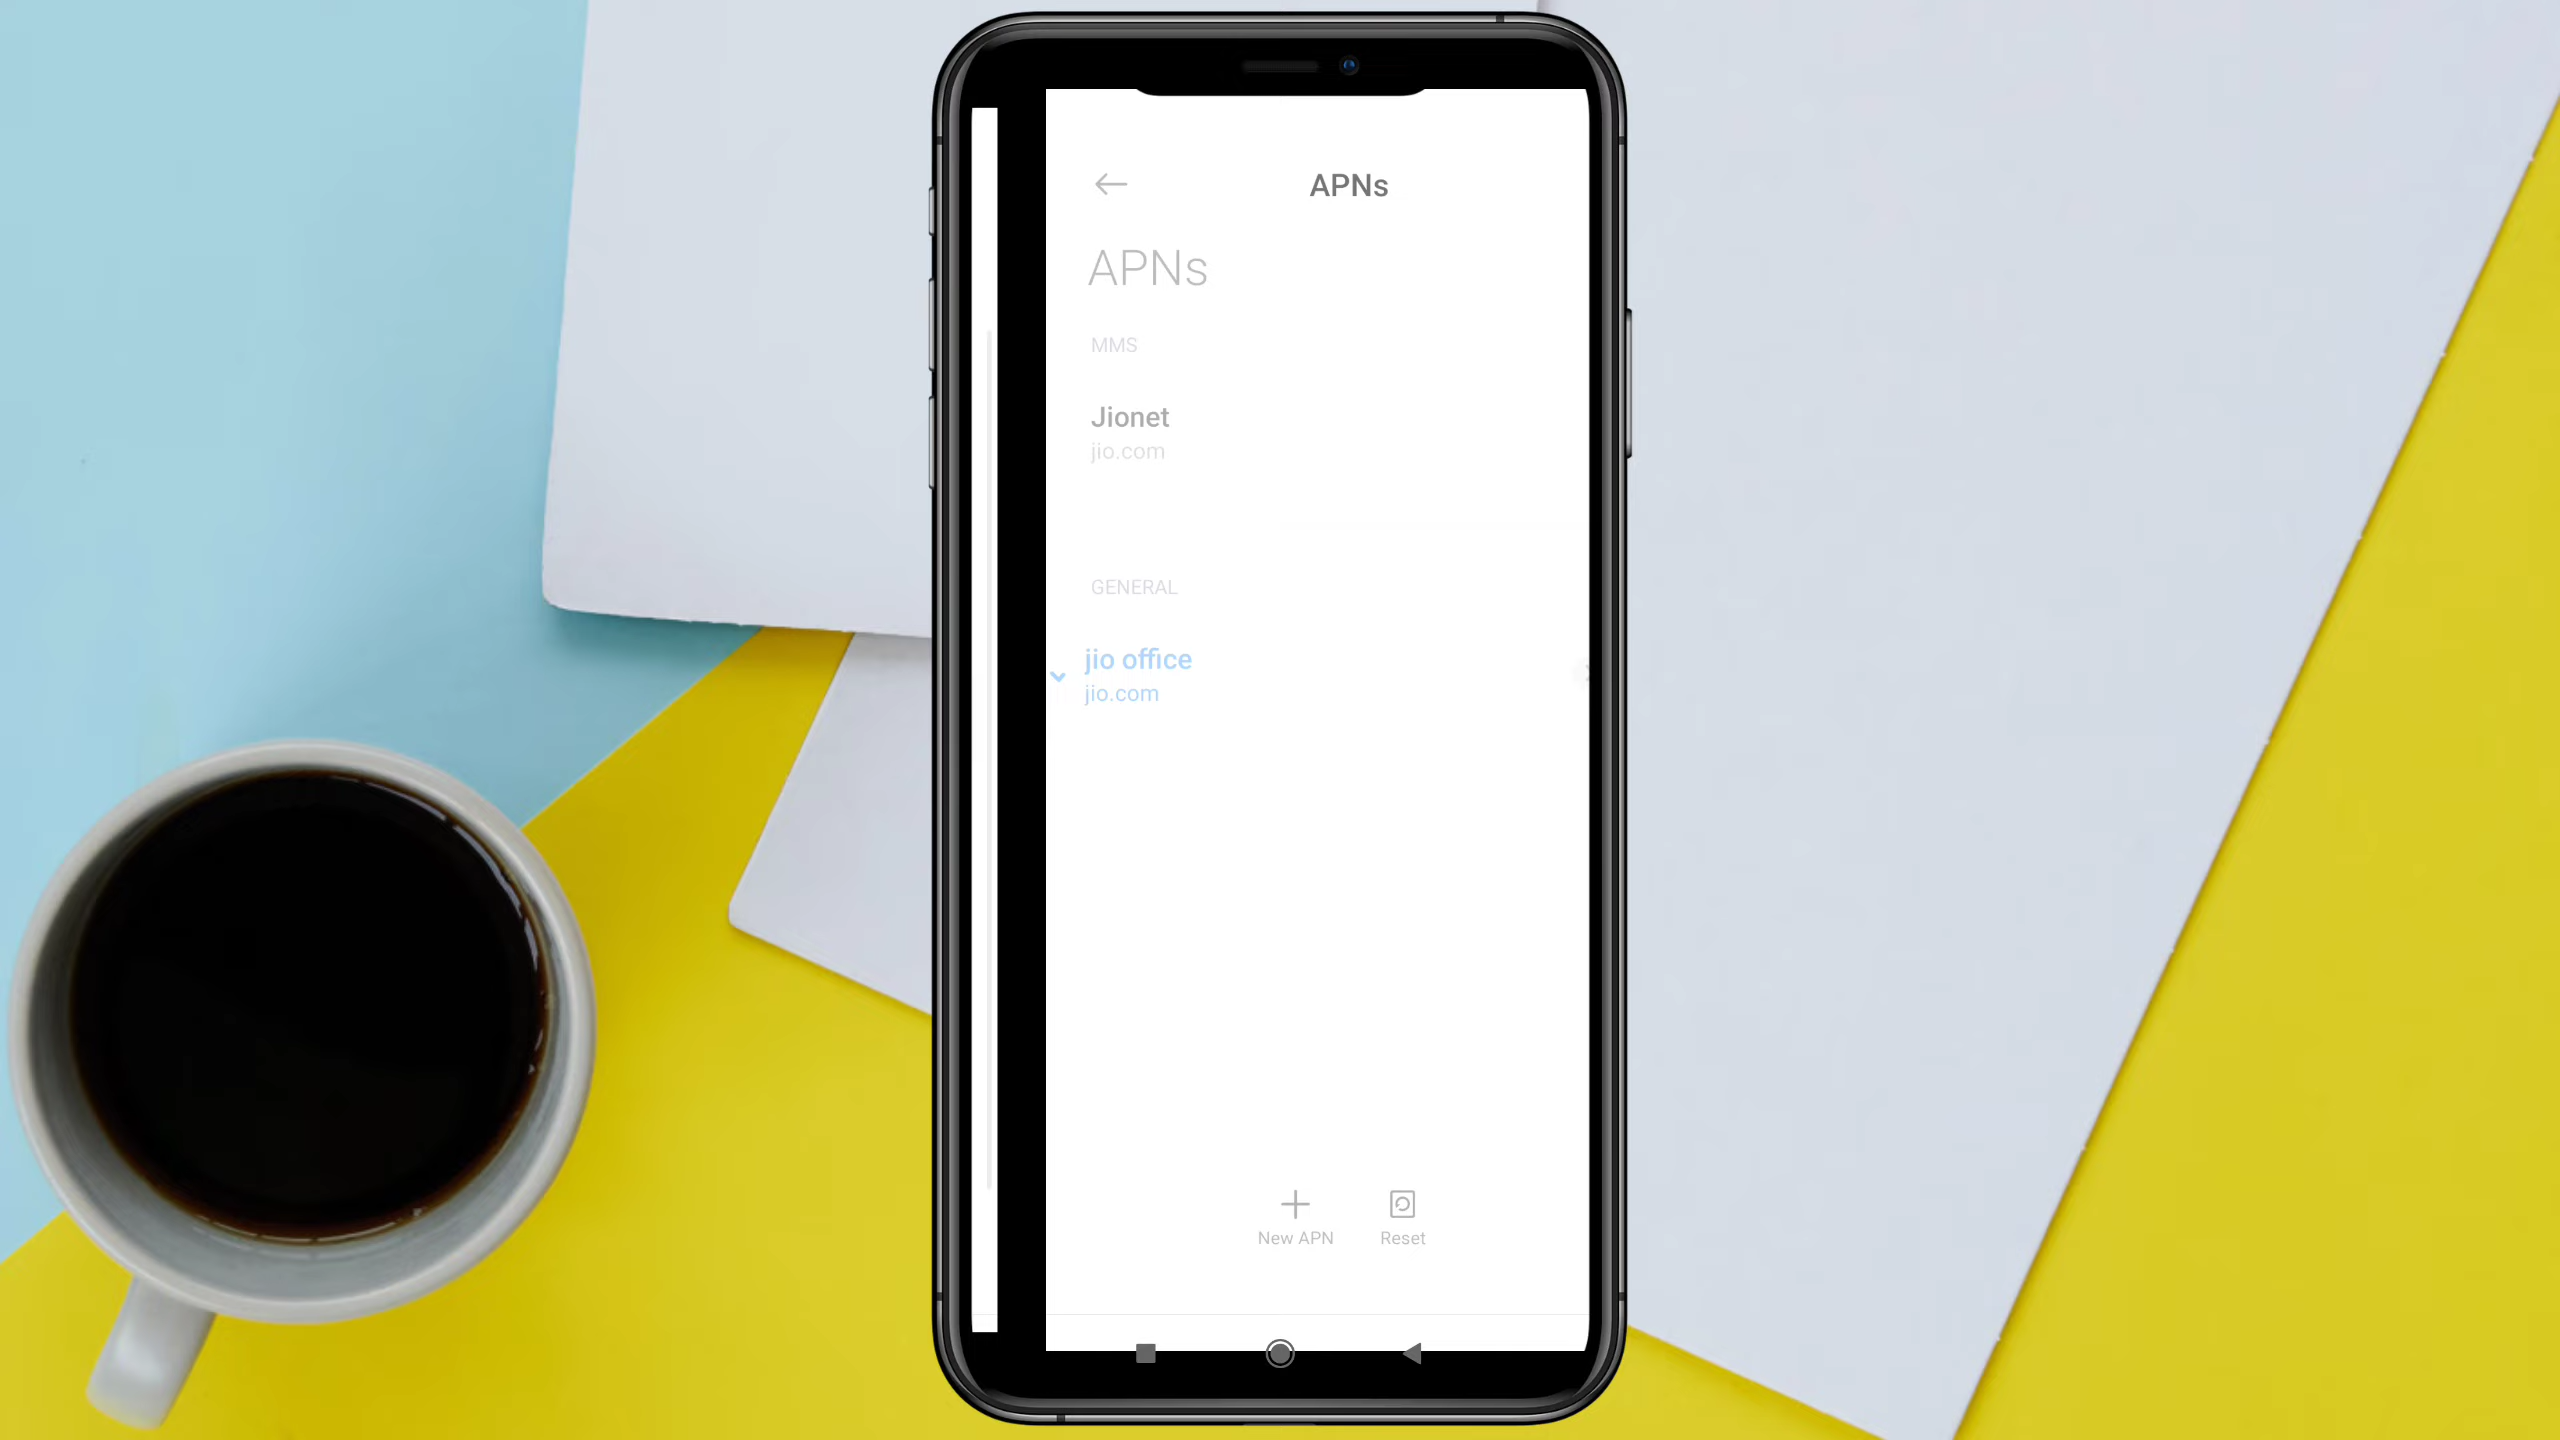 APNs
APNs
MMS
Jionet
jio.com
GENERAL
jio office
jio.com
New APN
Reset